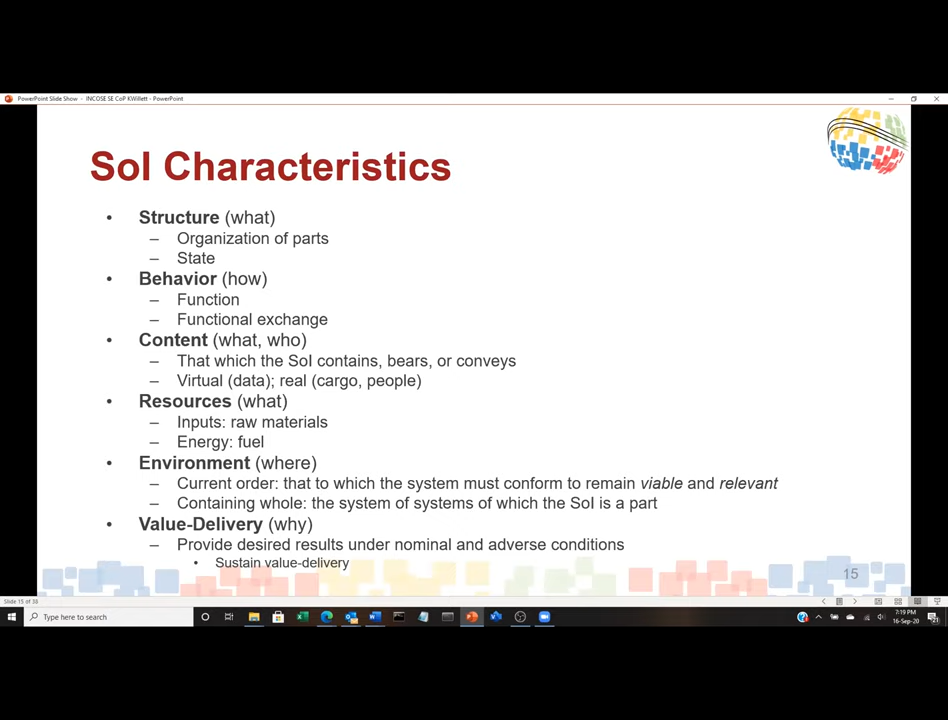 PowerPoint Slide Show - INCOSE SE CoP KWillett - PowerPoint
SoI Characteristics
• Structure (what)
– Organization of parts
– State
• Behavior (how)
– Function
– Functional exchange
• Content (what, who)
– That which the SoI contains, bears, or conveys
– Virtual (data); real (cargo, people)
• Resources (what)
– Inputs: raw materials
– Energy: fuel
• Environment (where)
– Current order: that to which the system must conform to remain viable and relevant
– Containing whole: the system of systems of which the SoI is a part
• Value-Delivery (why)
– Provide desired results under nominal and adverse conditions
• Sustain value-delivery
15
Slide 15 of 38
Type here to search
7:19 PM
16-Sep-20